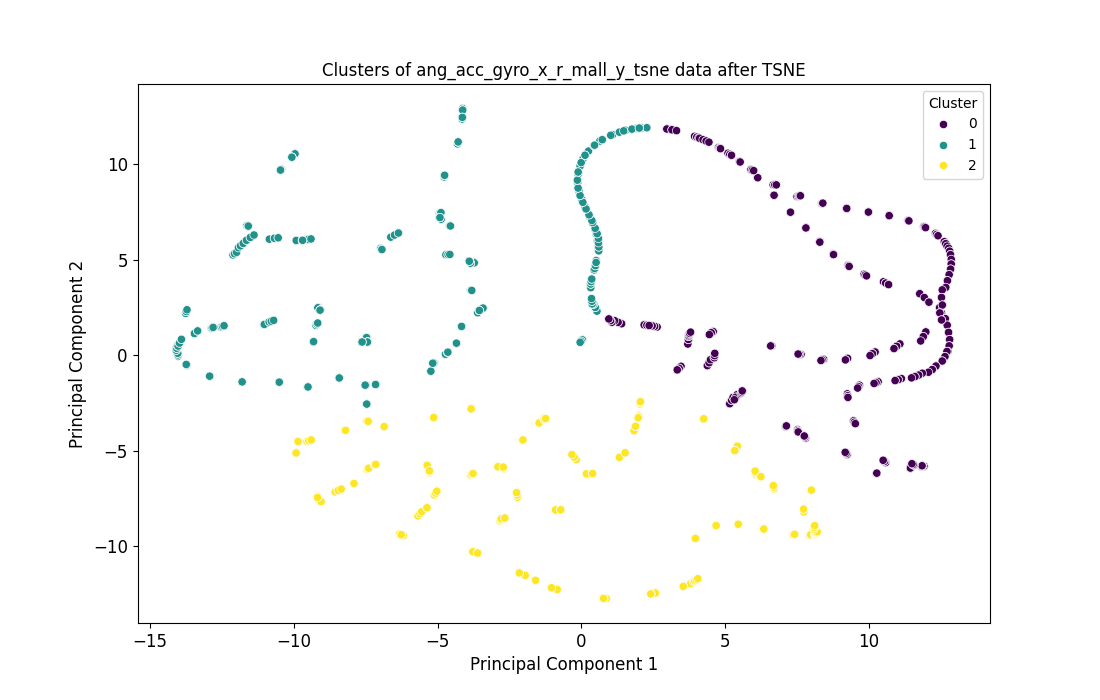 Clusters of ang_acc_gyro_x_r_mall_y_tsne data after TSNE
Cluster
0
1
2
10
5
0
−5
−10
Principal Component 2
−15 −10 −5 0 5 10
Principal Component 1